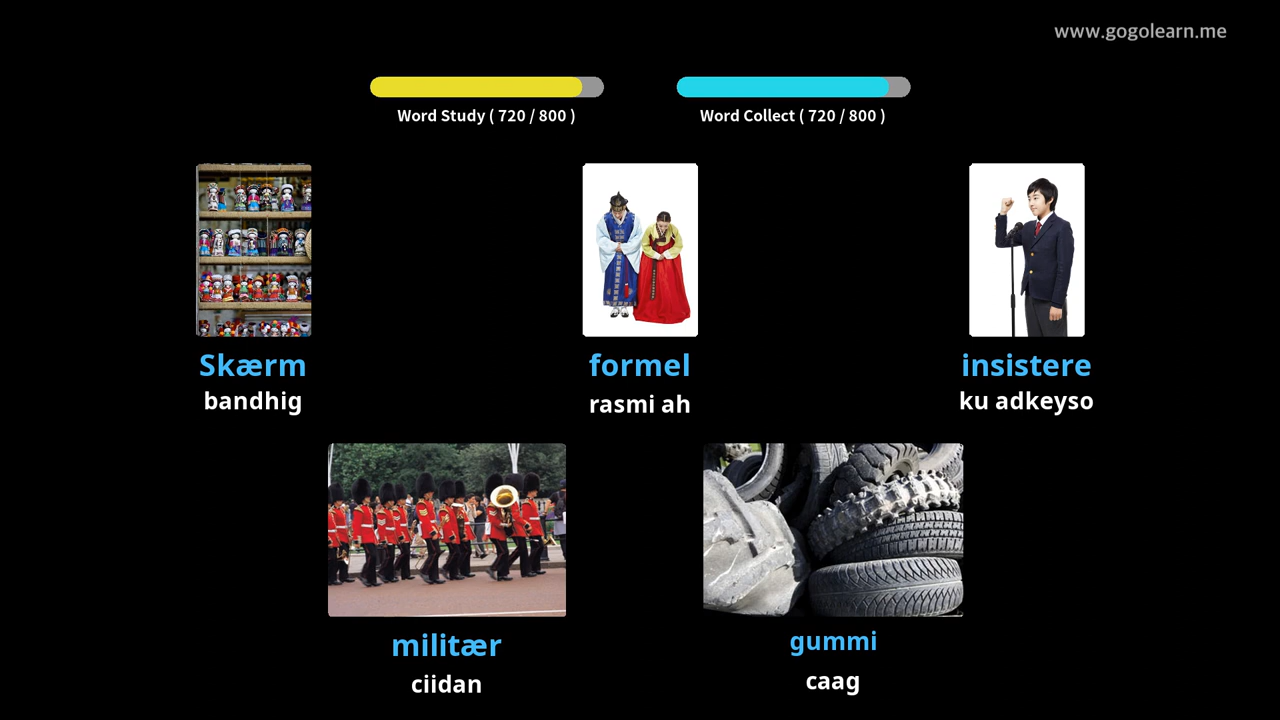 www.gogolearn.me
Word Study ( 720 / 800 )
Word Collect ( 720 / 800 )
Skærm
bandhig
formel
rasmi ah
insistere
ku adkeyso
militær
ciidan
gummi
caag